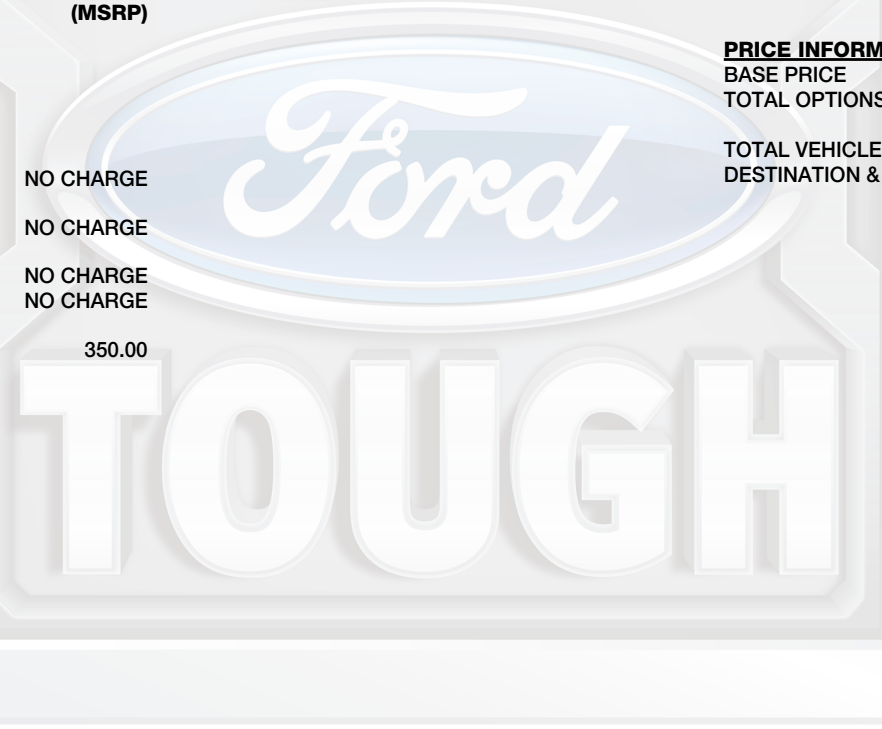 (MSRP)
NO CHARGE
NO CHARGE
NO CHARGE
NO CHARGE
350.00
PRICE INFORM
BASE PRICE
TOTAL OPTIONS
TOTAL VEHICLE
DESTINATION &
Ford
TOUGH